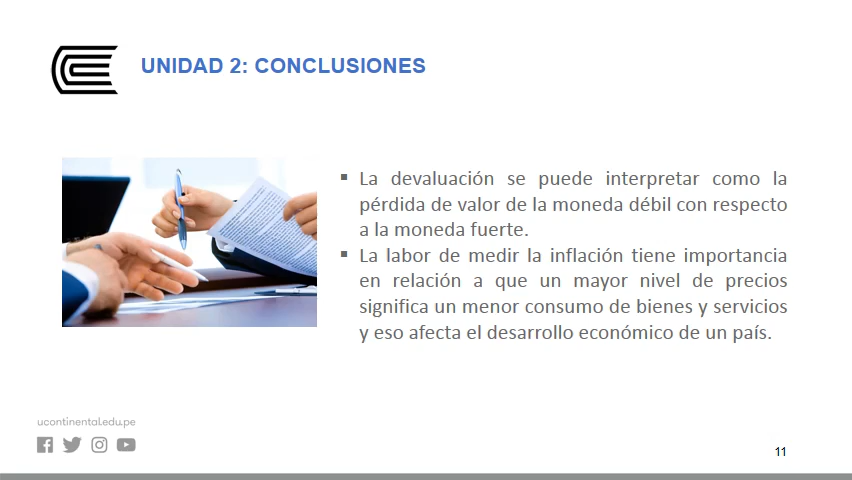 UNIDAD 2: CONCLUSIONES
▪ La devaluación se puede interpretar como la
pérdida de valor de la moneda débil con respecto
a la moneda fuerte.
▪ La labor de medir la inflación tiene importancia
en relación a que un mayor nivel de precios
significa un menor consumo de bienes y servicios
y eso afecta el desarrollo económico de un país.
ucontinental.edu.pe
11